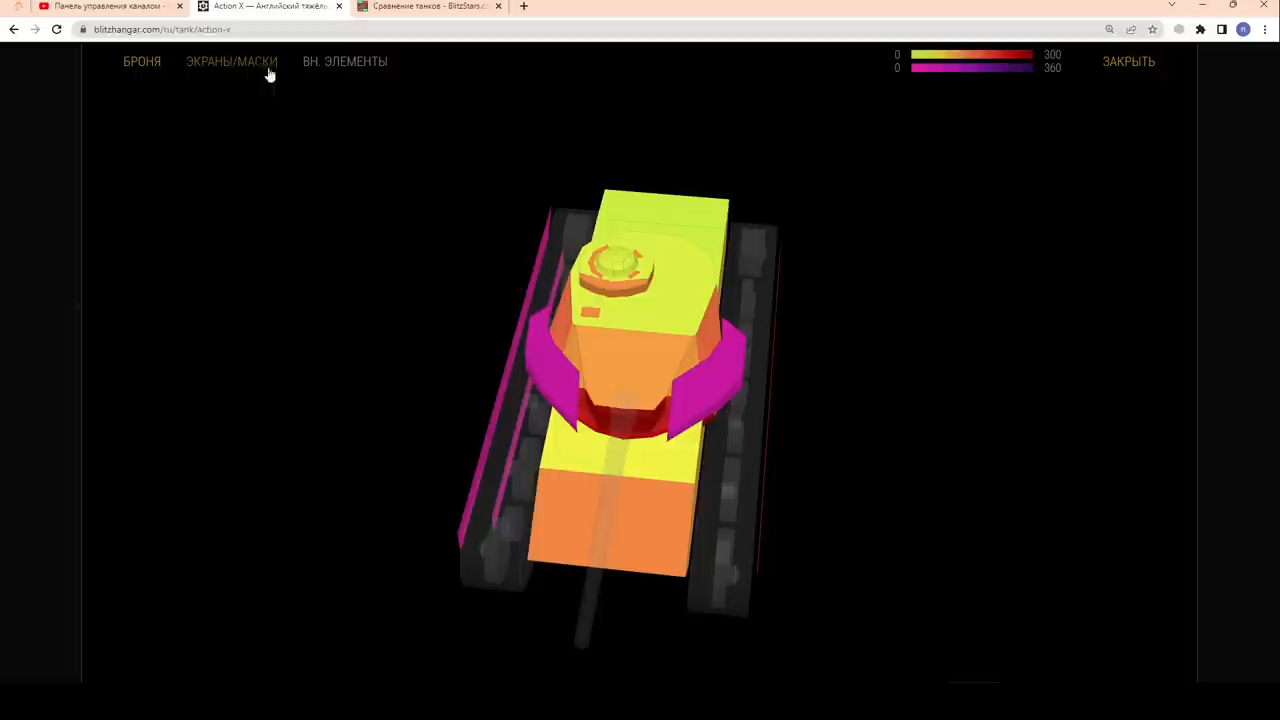 Панель управления каналом -
Action X — Английский тяжёль
Сравнение танков - BlitzStars.c
blitzhangar.com/ru/tank/action-x
БРОНЯ
ЭКРАНЫ/МАСКИ
ВН. ЭЛЕМЕНТЫ
0 300
0 360
ЗАКРЫТЬ